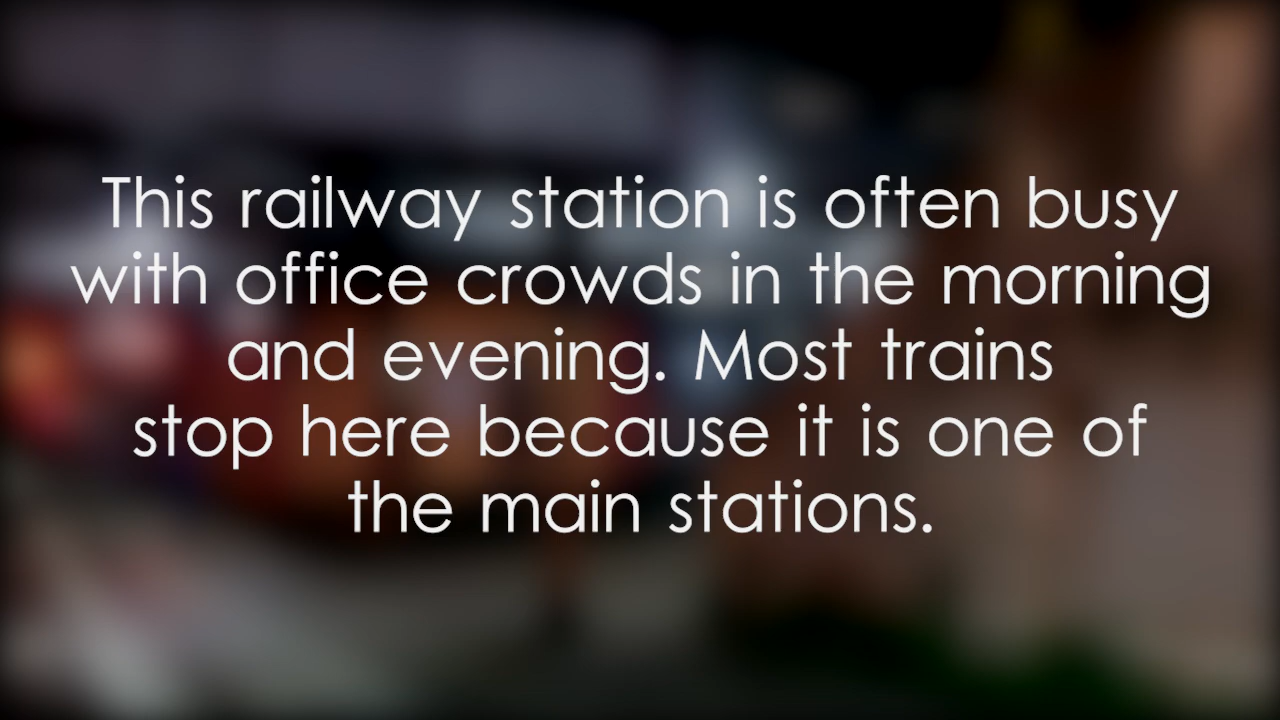 This railway station is often busy
with office crowds in the morning
and evening. Most trains
stop here because it is one of
the main stations.